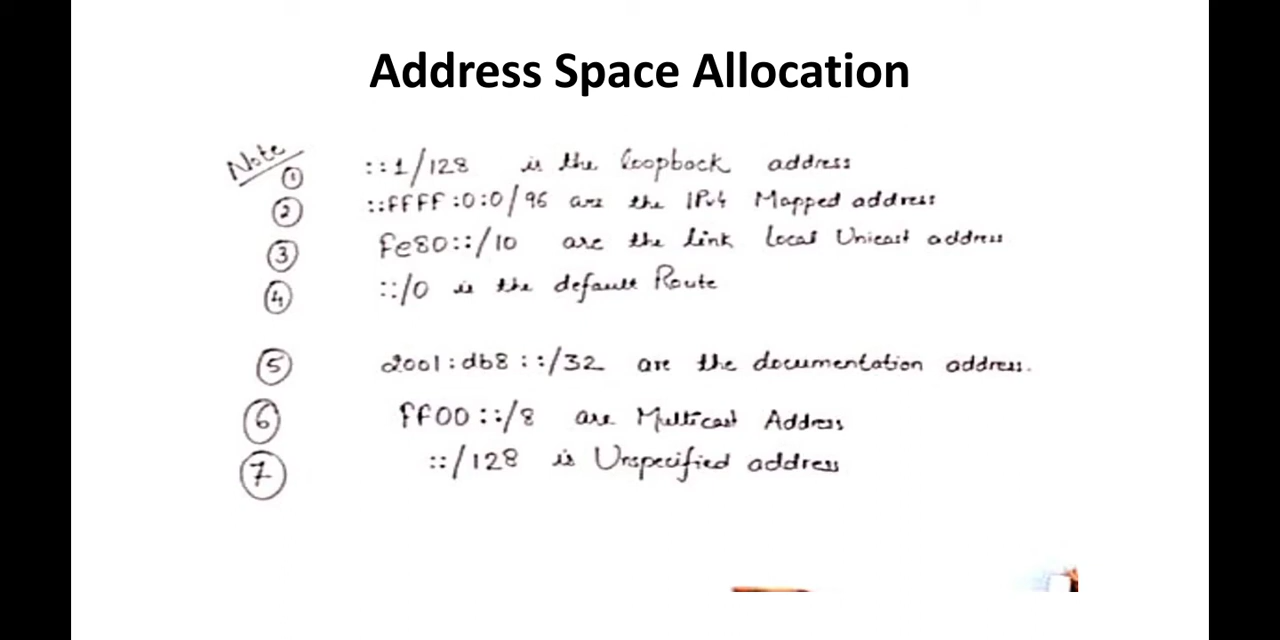 Address Space Allocation
Note
① ::1/128 is the loopback address
② ::FFFF:0:0/96 are the IPv4 Mapped address
③ fe80::/10 are the link local Unicast address
④ ::/0 is the default Route
⑤ 2001:db8::/32 are the documentation address.
⑥ FF00::/8 are Multicast Address
⑦ ::/128 is Unspecified address